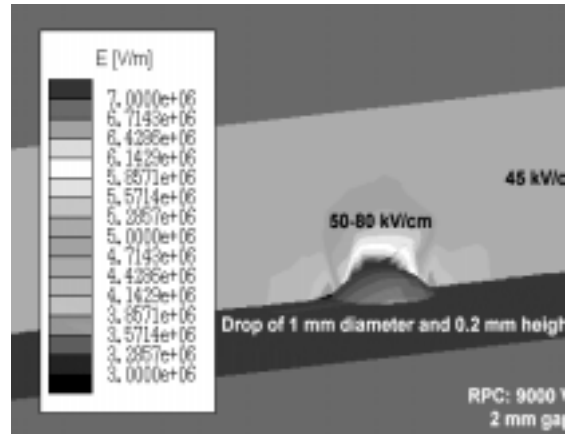 E [V/m]
7.0000e+06
6.7143e+06
6.4286e+06
6.1429e+06
5.8571e+06
5.5714e+06
5.2857e+06
5.0000e+06
4.7143e+06
4.4286e+06
4.1429e+06
3.8571e+06
3.5714e+06
3.2857e+06
3.0000e+06
45 kV/c
50-80 kV/cm
Drop of 1 mm diameter and 0.2 mm heigh
RPC: 9000 V
2 mm gap